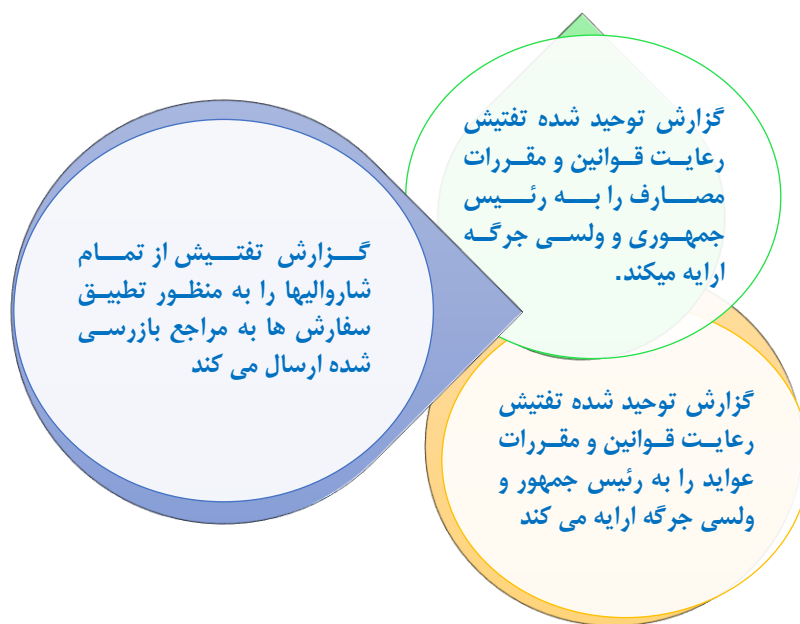 گزارش توحید شده تفتیش
رعایت قوانین و مقررات
مصارف را به رئیس
جمهوری و ولسی جرگه
ارایه میکند.
گزارش تفتیش از تمام
شاروالیها را به منظور تطبیق
سفارش ها به مراجع بازرسی
شده ارسال می کند
گزارش توحید شده تفتیش
رعایت قوانین و مقررات
عواید را به رئیس جمهور و
ولسی جرگه ارایه می کند